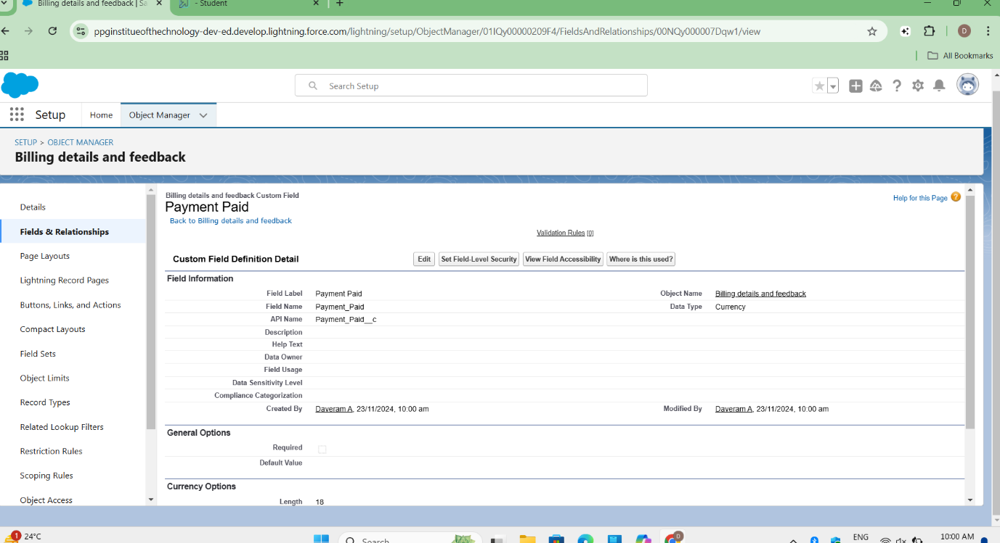 Billing details and feedback | Sa
- Student
ppginstitueofthechnology-dev-ed.develop.lightning.force.com/lightning/setup/ObjectManager/01IQy00000209F4/FieldsAndRelationships/00NQy000007Dqw1/view
D
All Bookmarks
Search Setup
Setup
Home
Object Manager
SETUP > OBJECT MANAGER
Billing details and feedback
Details
Fields & Relationships
Page Layouts
Lightning Record Pages
Buttons, Links, and Actions
Compact Layouts
Field Sets
Object Limits
Record Types
Related Lookup Filters
Restriction Rules
Scoping Rules
Object Access
Billing details and feedback Custom Field
Payment Paid
Back to Billing details and feedback
Help for this Page ?
Validation Rules [0]
Custom Field Definition Detail
Edit
Set Field-Level Security
View Field Accessibility
Where is this used?
Field Information
Field Label Payment Paid Object Name Billing details and feedback
Field Name Payment_Paid Data Type Currency
API Name Payment_Paid__c
Description
Help Text
Data Owner
Field Usage
Data Sensitivity Level
Compliance Categorization
Created By Daveram A, 23/11/2024, 10:00 am Modified By Daveram A, 23/11/2024, 10:00 am
General Options
Required
Default Value
Currency Options
Length 18
1
24°C
Search
D
ENG
10:00 AM